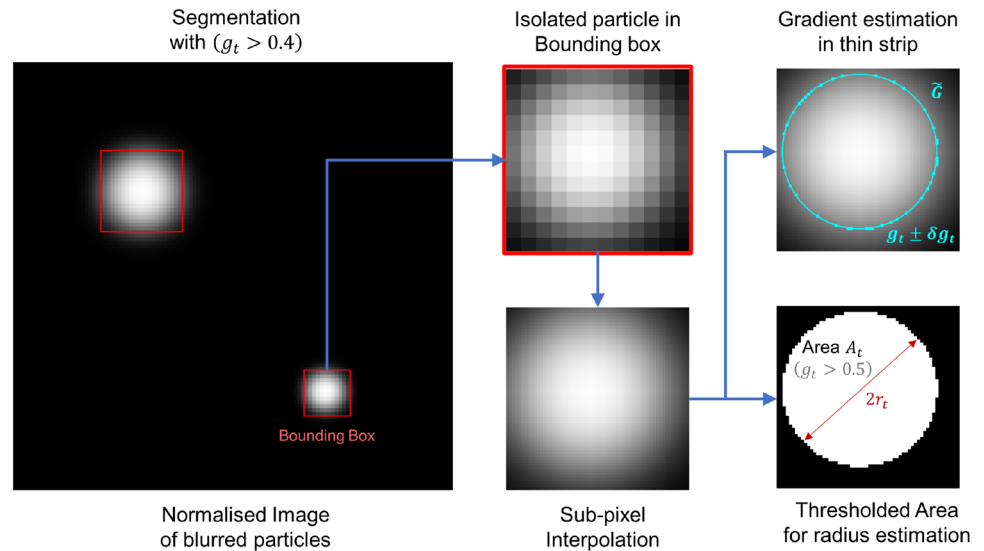 Segmentation
with (g_t > 0.4)
Isolated particle in
Bounding box
Gradient estimation
in thin strip
G̃
g_t ± δg_t
Bounding Box
Area A_t
(g_t > 0.5)
2r_t
Normalised Image
of blurred particles
Sub-pixel
Interpolation
Thresholded Area
for radius estimation